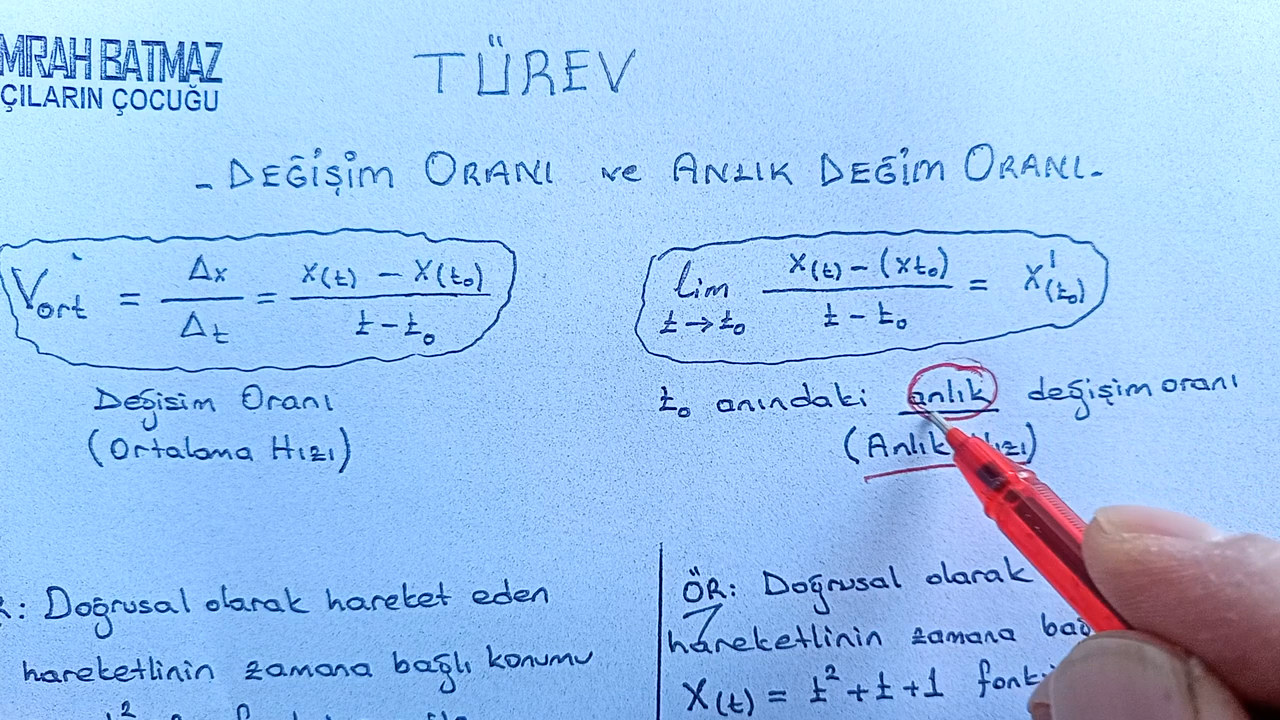 MRAH BATMAZ
ÇILARIN ÇOCUĞU
TÜREV
- DEĞİŞİM ORANI ve ANLIK DEĞİM ORANI -
Vort = Δx / Δt = X(t) - X(t₀) / t - t₀
lim t→t₀ X(t) - (xt₀) / t - t₀ = X'(t₀)
Değişim Oranı
(Ortalama Hızı)
t₀ anındaki anlık değişim oranı
(Anlık Hızı)
: Doğrusal olarak hareket eden
hareketlinin zamana bağlı konumu
ÖR: Doğrusal olarak
hareketlinin zamana bağ
X(t) = t² + t + 1 fonk